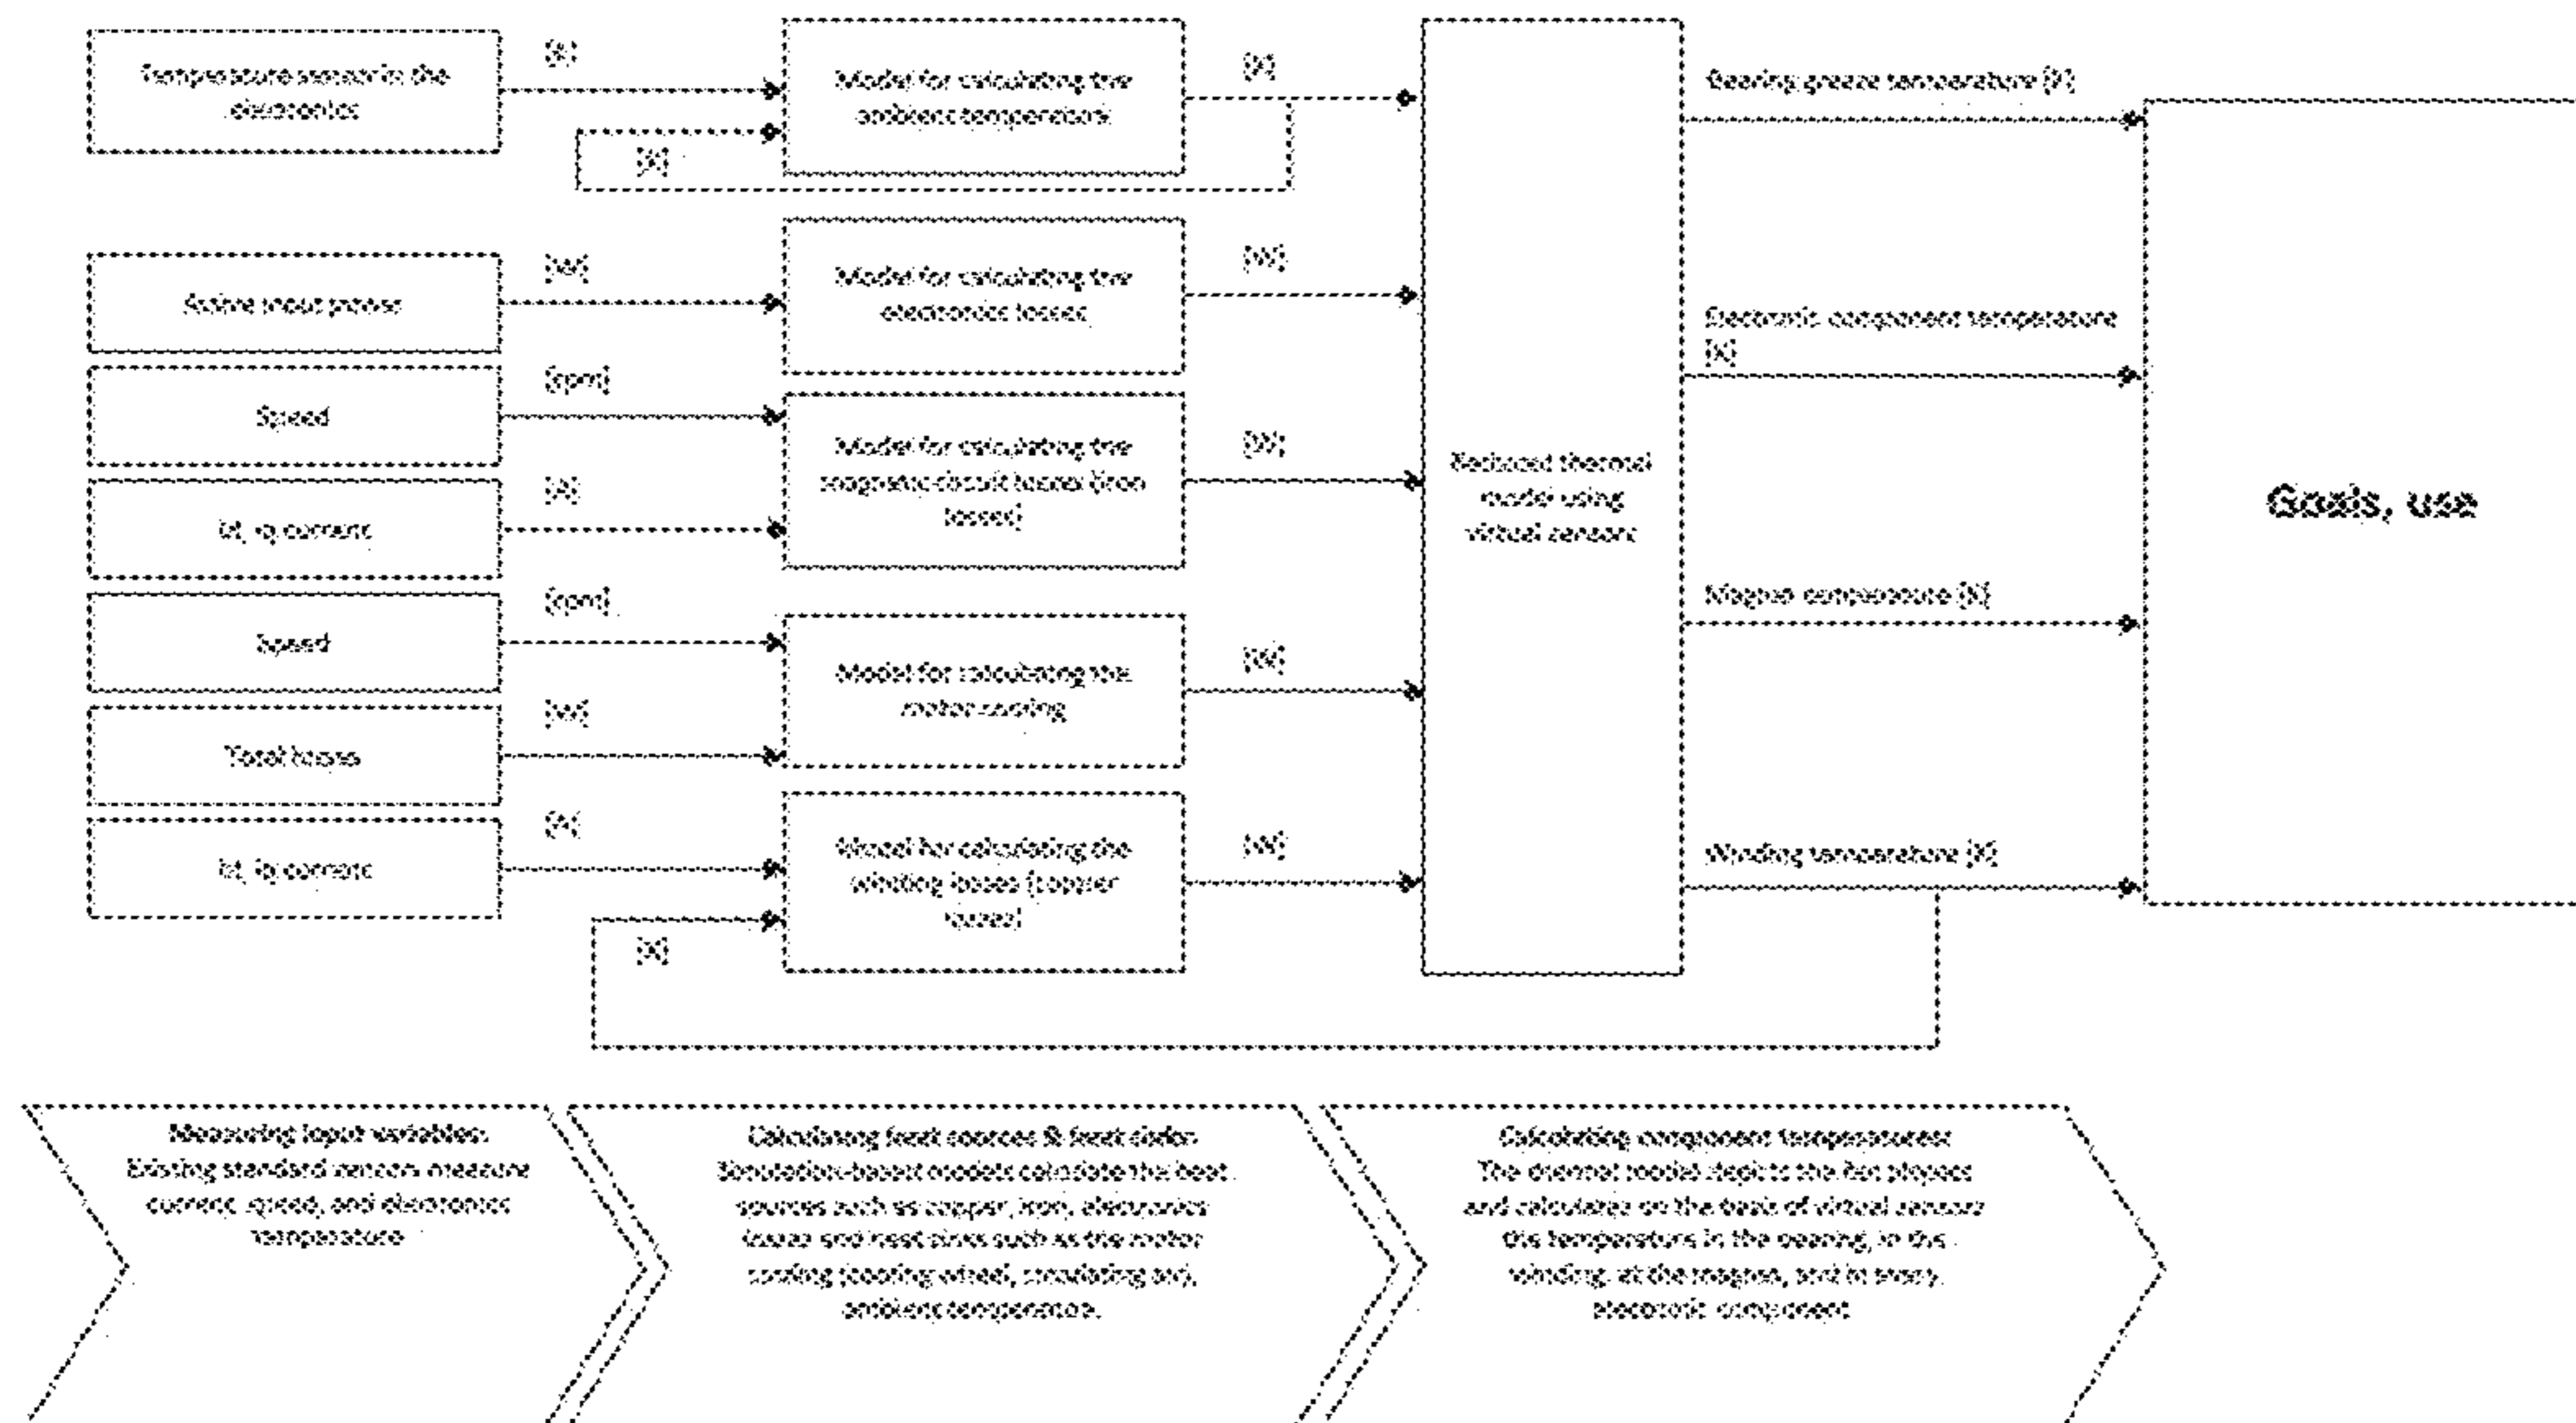 Temperature sensor in the
electronics
[K]
Model for calculating the
ambient temperature
[K]
[K]
Bearing grease temperature [K]
Active input power
[W]
Model for calculating the
electronics losses
[W]
Electronic component temperature
[K]
Speed
[rpm]
Model for calculating the
magnetic circuit losses (iron
losses)
[W]
Id, Iq current
[A]
Reduced thermal
model using
virtual sensors
Goals, use
Speed
[rpm]
Magnet temperature [K]
Model for calculating the
motor cooling
[W]
Total losses
[W]
Id, Iq current
[A]
Model for calculating the
winding losses (copper
losses)
[W]
Winding temperature [K]
[K]
Measuring input variables:
Existing standard sensors measure
current, speed, and electronics
temperature
Calculating heat sources & heat sinks:
Simulation-based models calculate the heat
sources such as copper, iron, electronics
losses and heat sinks such as the motor
cooling (cooling wheel, circulating air),
ambient temperature.
Calculating component temperatures:
The thermal model depicts the fan physics
and calculates on the basis of virtual sensors
the temperature in the bearing, in the
winding, at the magnet, and in every
electronic component